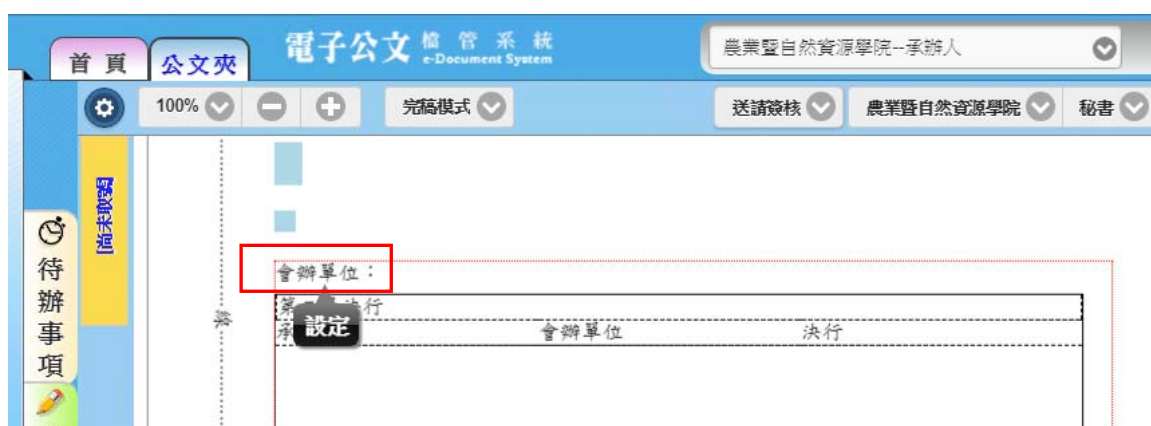 首頁
公文夾
電子公文 檔管系統
e-Document System
農業暨自然資源學院--承辦人
100%
完稿模式
送請簽核
農業暨自然資源學院
秘書
[尚未取號]
待辦事項
會辦單位：
第 決行
設定
承 會辦單位 決行